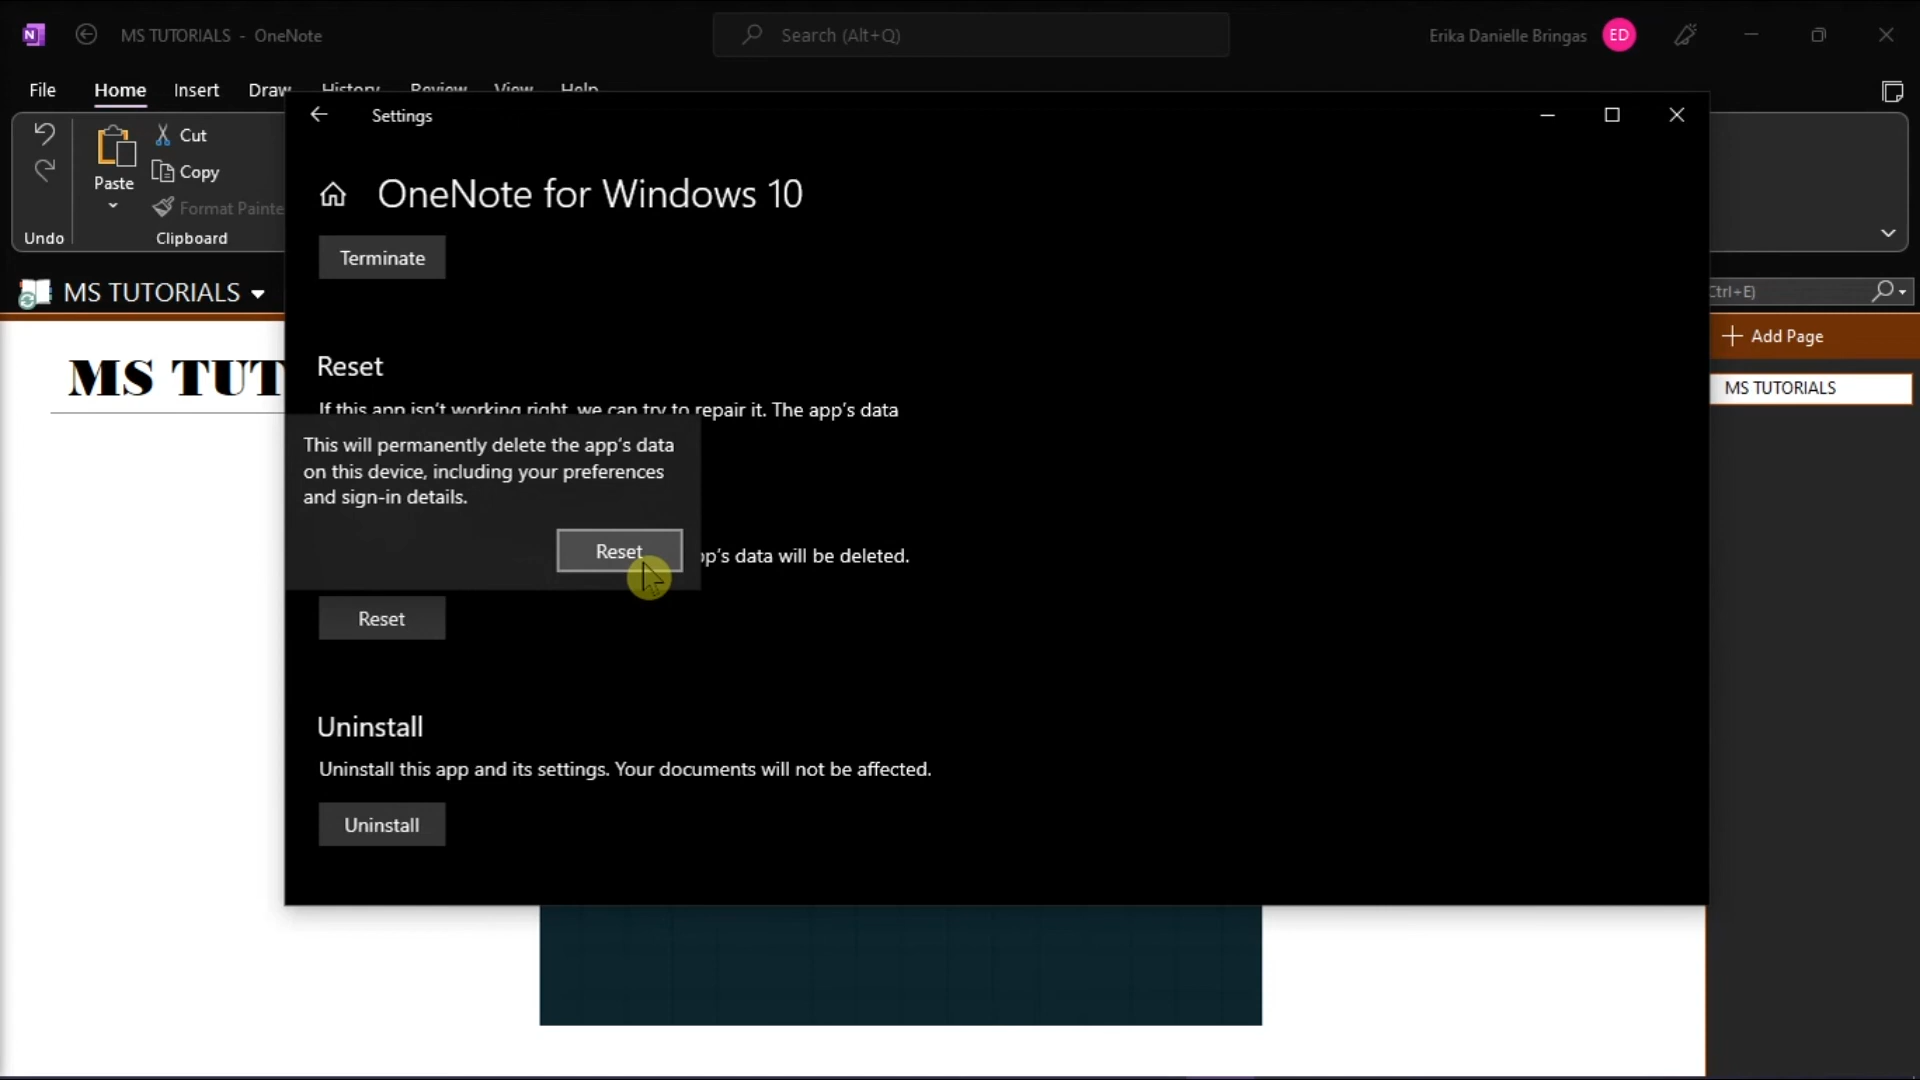 MS TUTORIALS - OneNote
Search (Alt+Q)
Erika Danielle Bringas
ED
File
Home
Insert
Draw
History
Review
View
Help
Settings
Cut
Copy
Paste
Format Painte
Undo
Clipboard
OneNote for Windows 10
Terminate
MS TUTORIALS
Ctrl+E)
Add Page
MS TUT
MS TUTORIALS
Reset
If this app isn't working right, we can try to repair it. The app's data
This will permanently delete the app's data
on this device, including your preferences
and sign-in details.
Reset
pp's data will be deleted.
Reset
Uninstall
Uninstall this app and its settings. Your documents will not be affected.
Uninstall